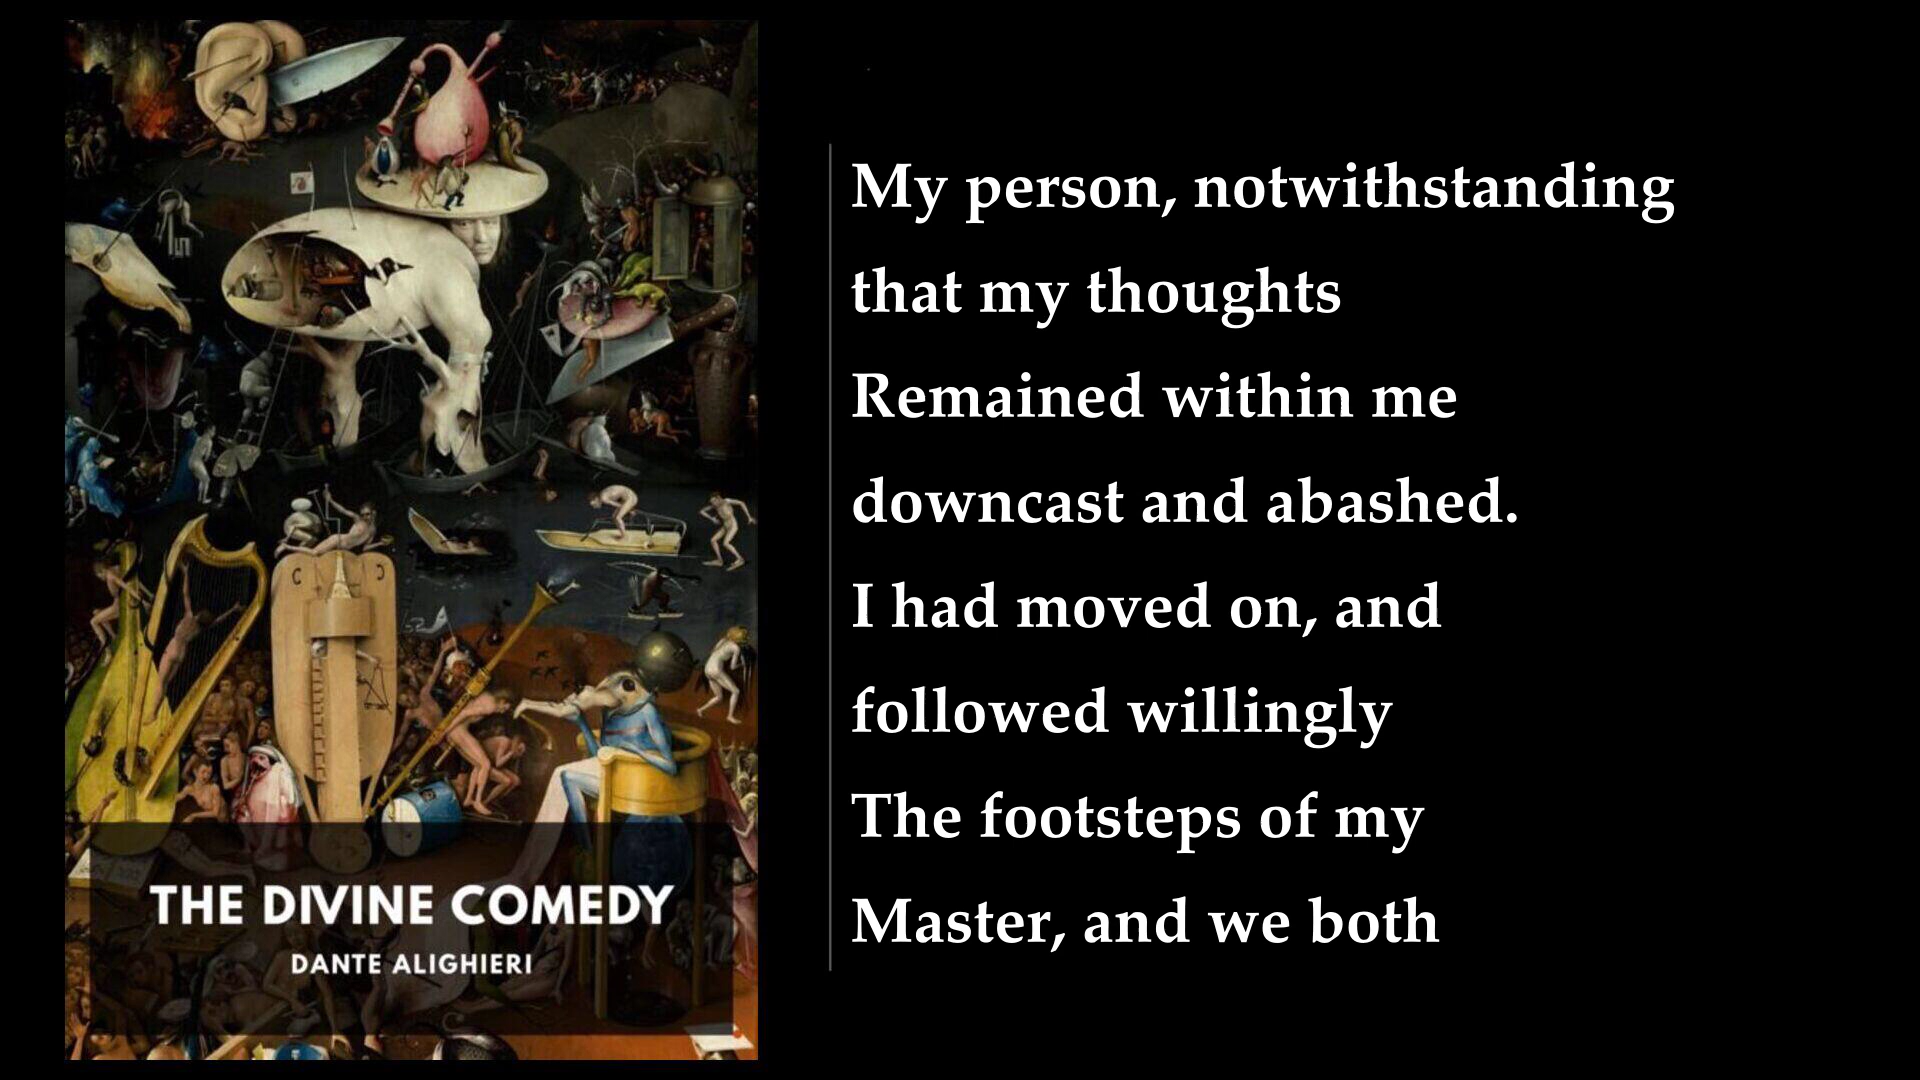 My person, notwithstanding
that my thoughts
Remained within me
downcast and abashed.
I had moved on, and
followed willingly
The footsteps of my
Master, and we both
THE DIVINE COMEDY
DANTE ALIGHIERI